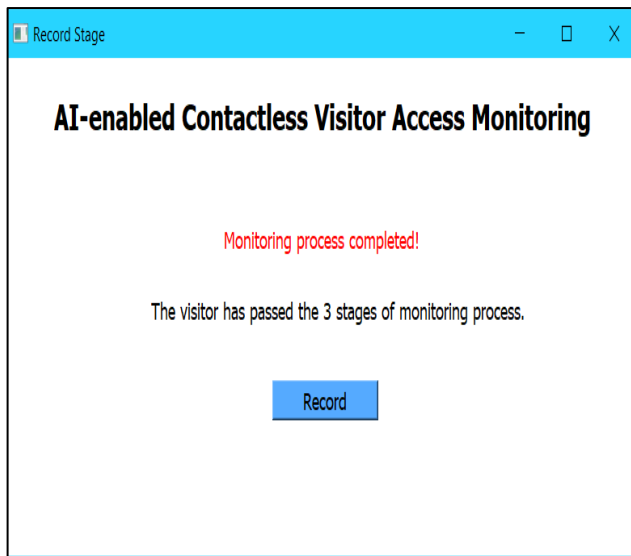 Record Stage
AI-enabled Contactless Visitor Access Monitoring
Monitoring process completed!
The visitor has passed the 3 stages of monitoring process.
Record